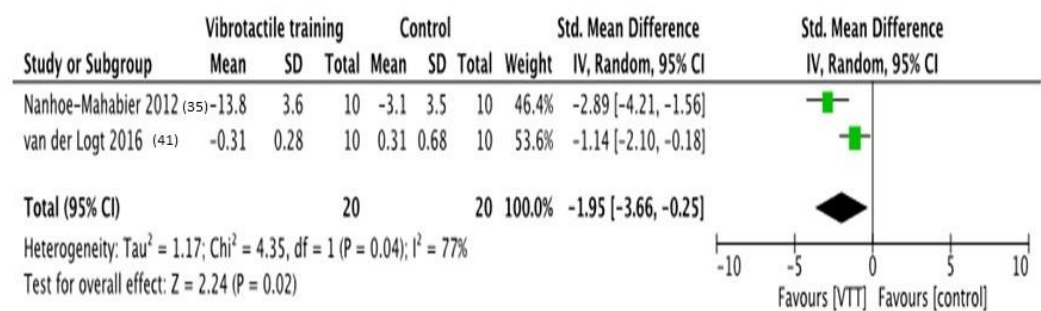 Vibrotactile training Control Std. Mean Difference Std. Mean Difference
Study or Subgroup Mean SD Total Mean SD Total Weight IV, Random, 95% CI IV, Random, 95% CI
Nanhoe-Mahabier 2012 (35) -13.8 3.6 10 -3.1 3.5 10 46.4% -2.89 [-4.21, -1.56]
van der Logt 2016 (41) -0.31 0.28 10 0.31 0.68 10 53.6% -1.14 [-2.10, -0.18]
Total (95% CI) 20 20 100.0% -1.95 [-3.66, -0.25]
Heterogeneity: Tau² = 1.17; Chi² = 4.35, df = 1 (P = 0.04); I² = 77%
Test for overall effect: Z = 2.24 (P = 0.02)
-10 -5 0 5 10
Favours [VTT] Favours [control]